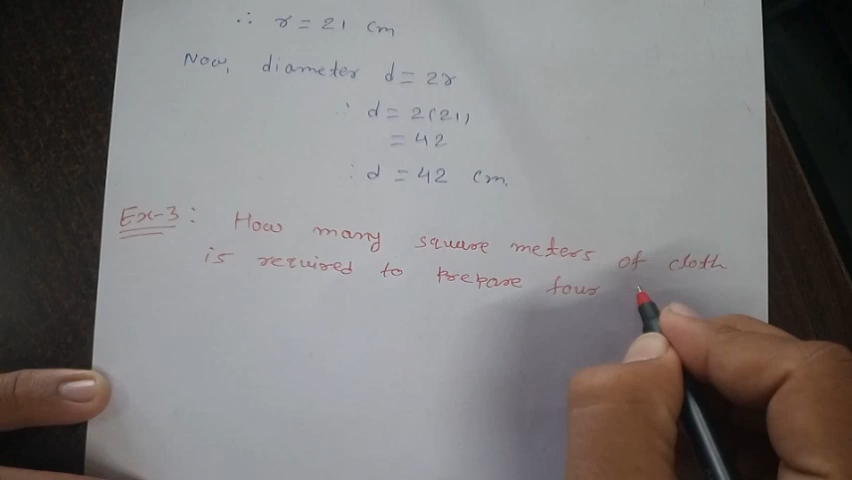 ∴ r = 21 cm
Now, diameter d = 2r
∴ d = 2(21)
= 42
∴ d = 42 cm.
Ex-3: How many square meters of cloth
is required to prepare four